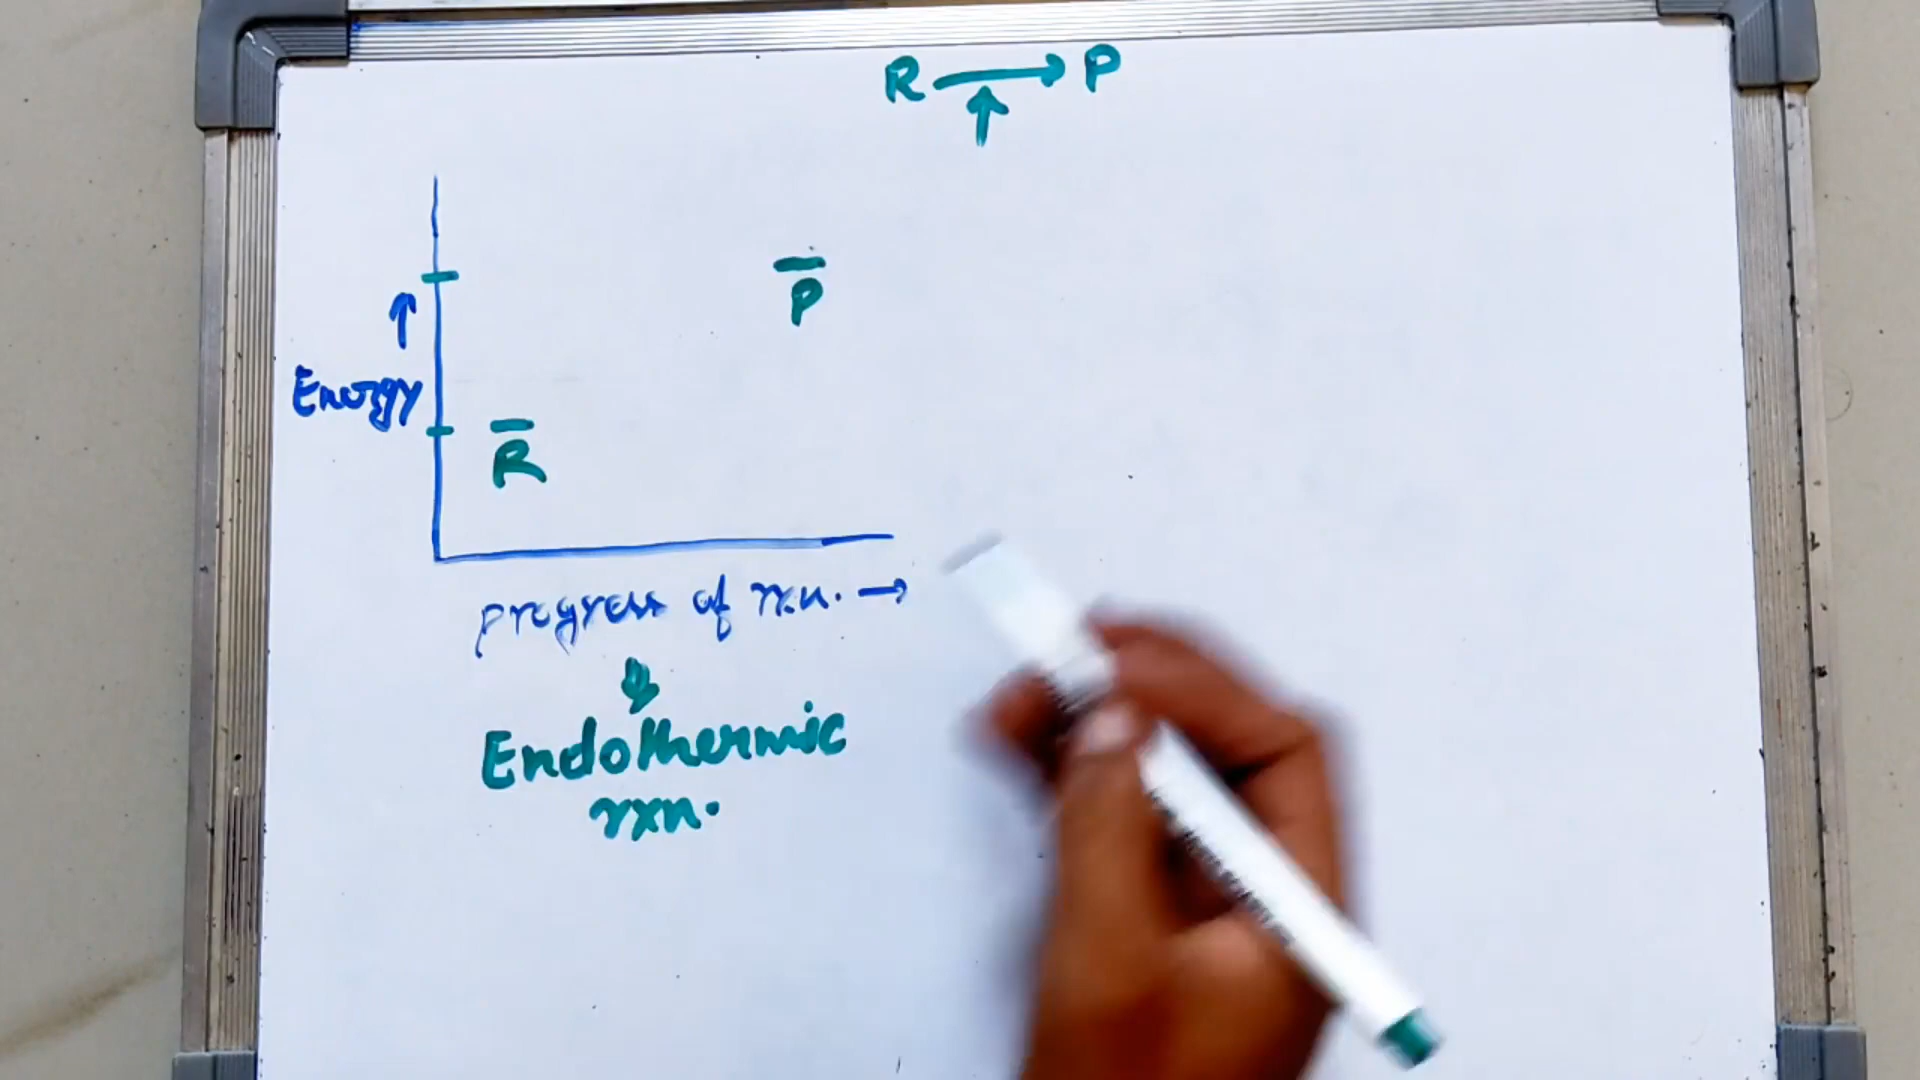 R → P
↑
P
↑
Energy
R
progress of rxn. →
↓
Endothermic
rxn.